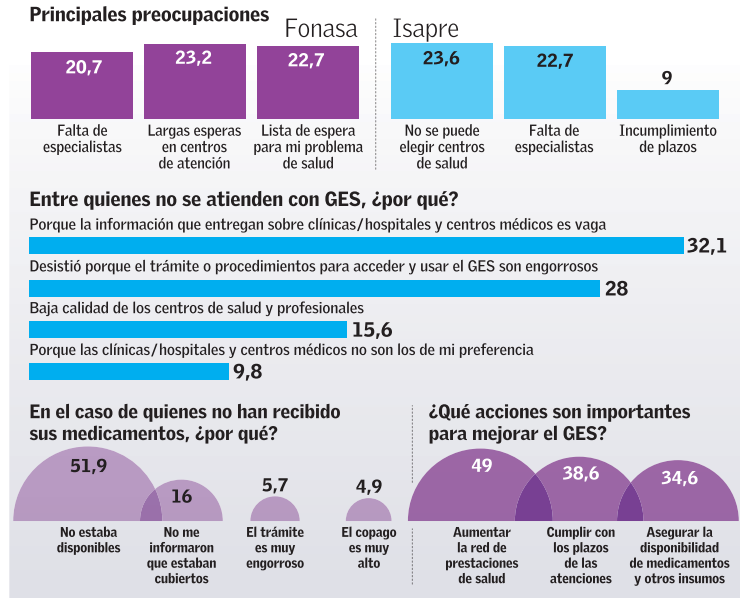 Principales preocupaciones
Fonasa
Isapre
20,7
23,2
22,7
23,6
22,7
9
Falta de
especialistas
Largas esperas
en centros
de atención
Lista de espera
para mi problema
de salud
No se puede
elegir centros
de salud
Falta de
especialistas
Incumplimiento
de plazos
Entre quienes no se atienden con GES, ¿por qué?
Porque la información que entregan sobre clínicas/hospitales y centros médicos es vaga
32,1
Desistió porque el trámite o procedimientos para acceder y usar el GES son engorrosos
28
Baja calidad de los centros de salud y profesionales
15,6
Porque las clínicas/hospitales y centros médicos no son los de mi preferencia
9,8
En el caso de quienes no han recibido
sus medicamentos, ¿por qué?
51,9
16
5,7
4,9
No estaba
disponibles
No me
informaron
que estaban
cubiertos
El trámite
es muy
engorroso
El copago
es muy
alto
¿Qué acciones son importantes
para mejorar el GES?
49
38,6
34,6
Aumentar
la red de
prestaciones
de salud
Cumplir con
los plazos
de las
atenciones
Asegurar la
disponibilidad
de medicamentos
y otros insumos